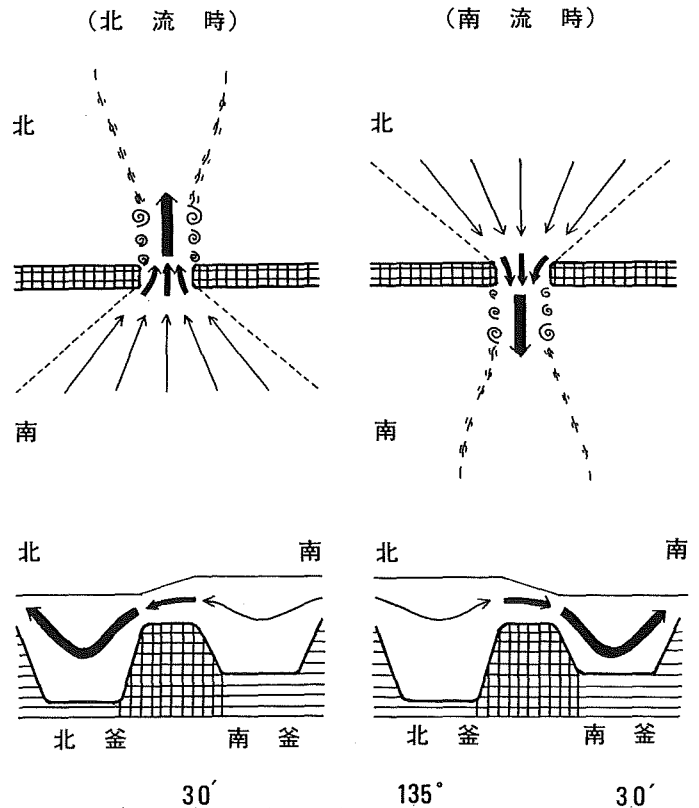 (北流時) (南流時)
北 北
南 南
北 南 北 南
北釜 南釜 北釜 南釜
30′ 135° 30′